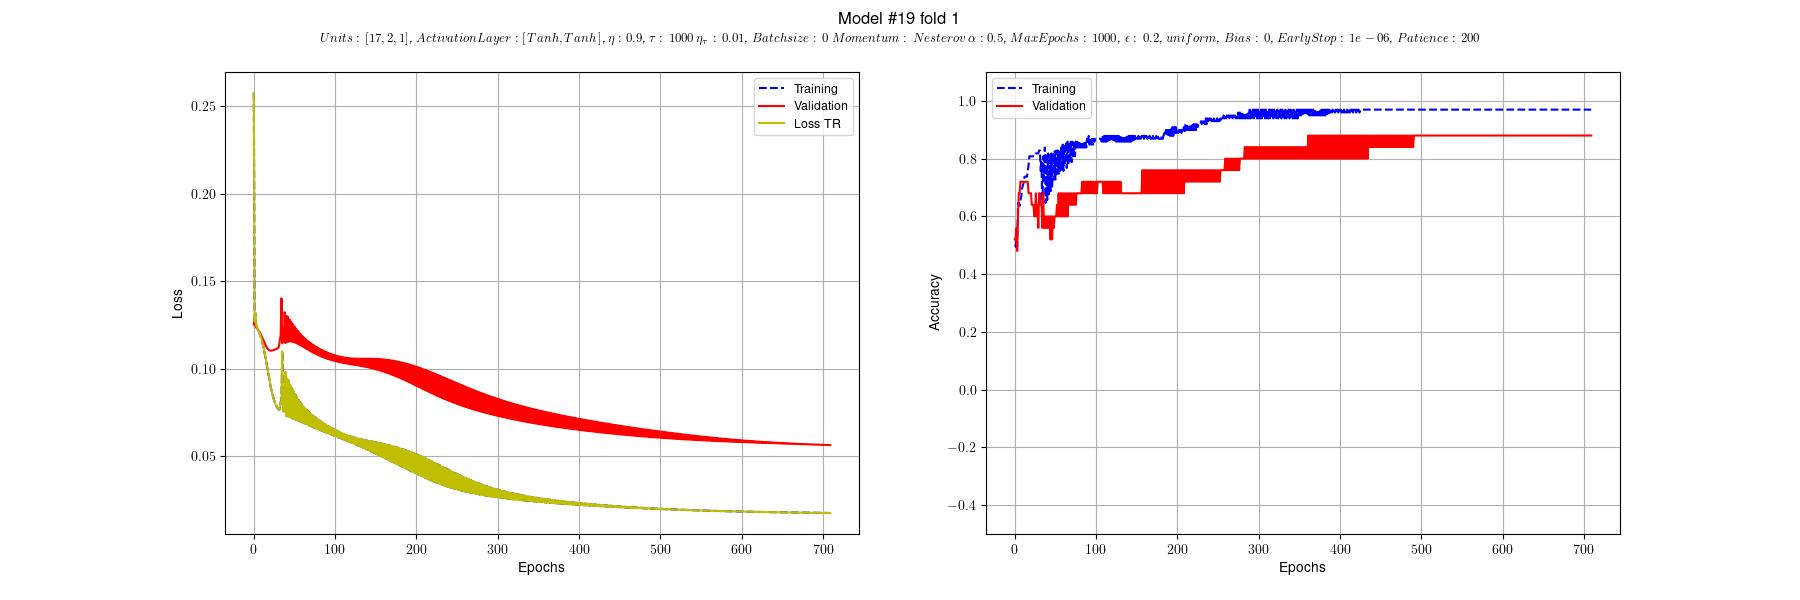 Model #19 fold 1
Units : [17, 2, 1], ActivationLayer : [Tanh, Tanh], η : 0.9, τ : 1000 η_τ : 0.01, Batchsize : 0 Momentum : Nesterov α : 0.5, MaxEpochs : 1000, ϵ : 0.2, uniform, Bias : 0, EarlyStop : 1e − 06, Patience : 200
Training
Validation
Loss TR
0.25
0.20
0.15
0.10
0.05
Loss
0 100 200 300 400 500 600 700
Epochs
Training
Validation
1.0
0.8
0.6
0.4
0.2
0.0
−0.2
−0.4
Accuracy
0 100 200 300 400 500 600 700
Epochs